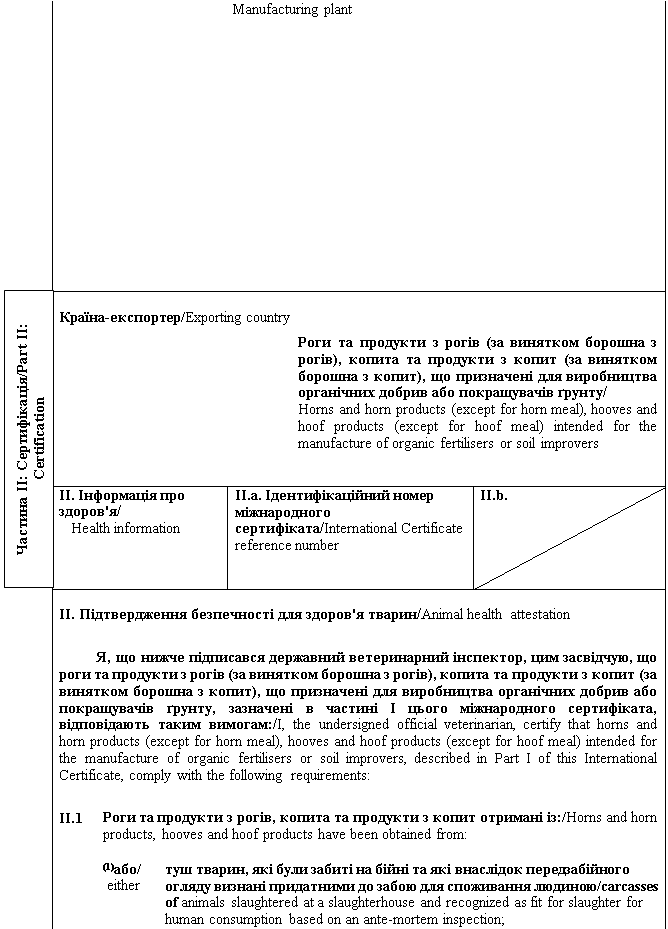 Manufacturing plant
Частина II: Сертифікація/Part II:
Certification
Країна-експортер/Exporting country
Роги та продукти з рогів (за винятком борошна з
рогів), копита та продукти з копит (за винятком
борошна з копит), що призначені для виробництва
органічних добрив або покращувачів ґрунту/
Horns and horn products (except for horn meal), hooves and
hoof products (except for hoof meal) intended for the
manufacture of organic fertilisers or soil improvers
II. Інформація про
здоров'я/
Health information
II.a. Ідентифікаційний номер
міжнародного
сертифіката/International Certificate
reference number
II.b.
II. Підтвердження безпечності для здоров'я тварин/Animal health attestation
Я, що нижче підписався державний ветеринарний інспектор, цим засвідчую, що
роги та продукти з рогів (за винятком борошна з рогів), копита та продукти з копит (за
винятком борошна з копит), що призначені для виробництва органічних добрив або
покращувачів ґрунту, зазначені в частині I цього міжнародного сертифіката,
відповідають таким вимогам:/I, the undersigned official veterinarian, certify that horns and
horn products (except for horn meal), hooves and hoof products (except for hoof meal) intended for
the manufacture of organic fertilisers or soil improvers, described in Part I of this International
Certificate, comply with the following requirements:
II.1 Роги та продукти з рогів, копита та продукти з копит отримані із:/Horns and horn
products, hooves and hoof products have been obtained from:
(1)або/ туш тварин, які були забиті на бійні та які внаслідок передзабійного
either огляду визнані придатними до забою для споживання людиною/carcasses
of animals slaughtered at a slaughterhouse and recognized as fit for slaughter for
human consumption based on an ante-mortem inspection;